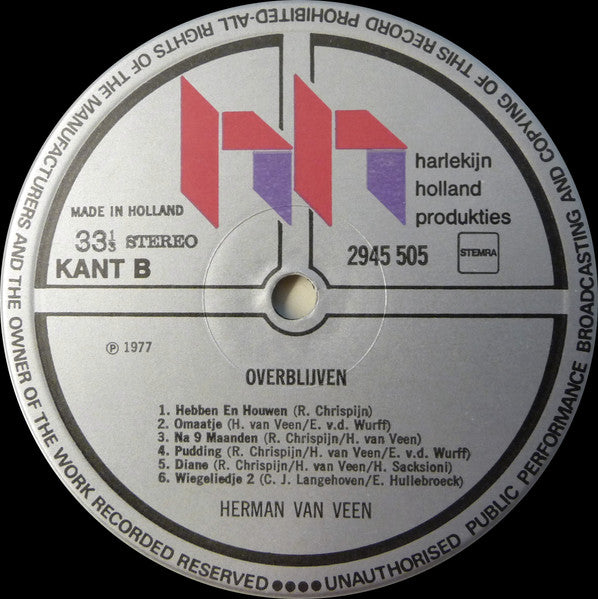 UNAUTHORISED PUBLIC PERFORMANCE BROADCASTING AND COPYING OF THIS RECORD PROHIBITED-ALL RIGHTS OF THE MANUFACTURERS AND THE OWNER OF THE WORK RECORDED RESERVED ●●●●
hh
harlekijn
holland
produkties
MADE IN HOLLAND
33⅓ STEREO
KANT B
2945 505
STEMRA
℗ 1977
OVERBLIJVEN
1. Hebben En Houwen (R. Chrispijn)
2. Omaatje (H. van Veen/E. v.d. Wurff)
3. Na 9 Maanden (R. Chrispijn/H. van Veen)
4. Pudding (R. Chrispijn/H. van Veen/E. v.d. Wurff)
5. Diane (R. Chrispijn/H. van Veen/H. Sacksioni)
6. Wiegeliedje 2 (C. J. Langehoven/E. Hullebroeck)
HERMAN VAN VEEN